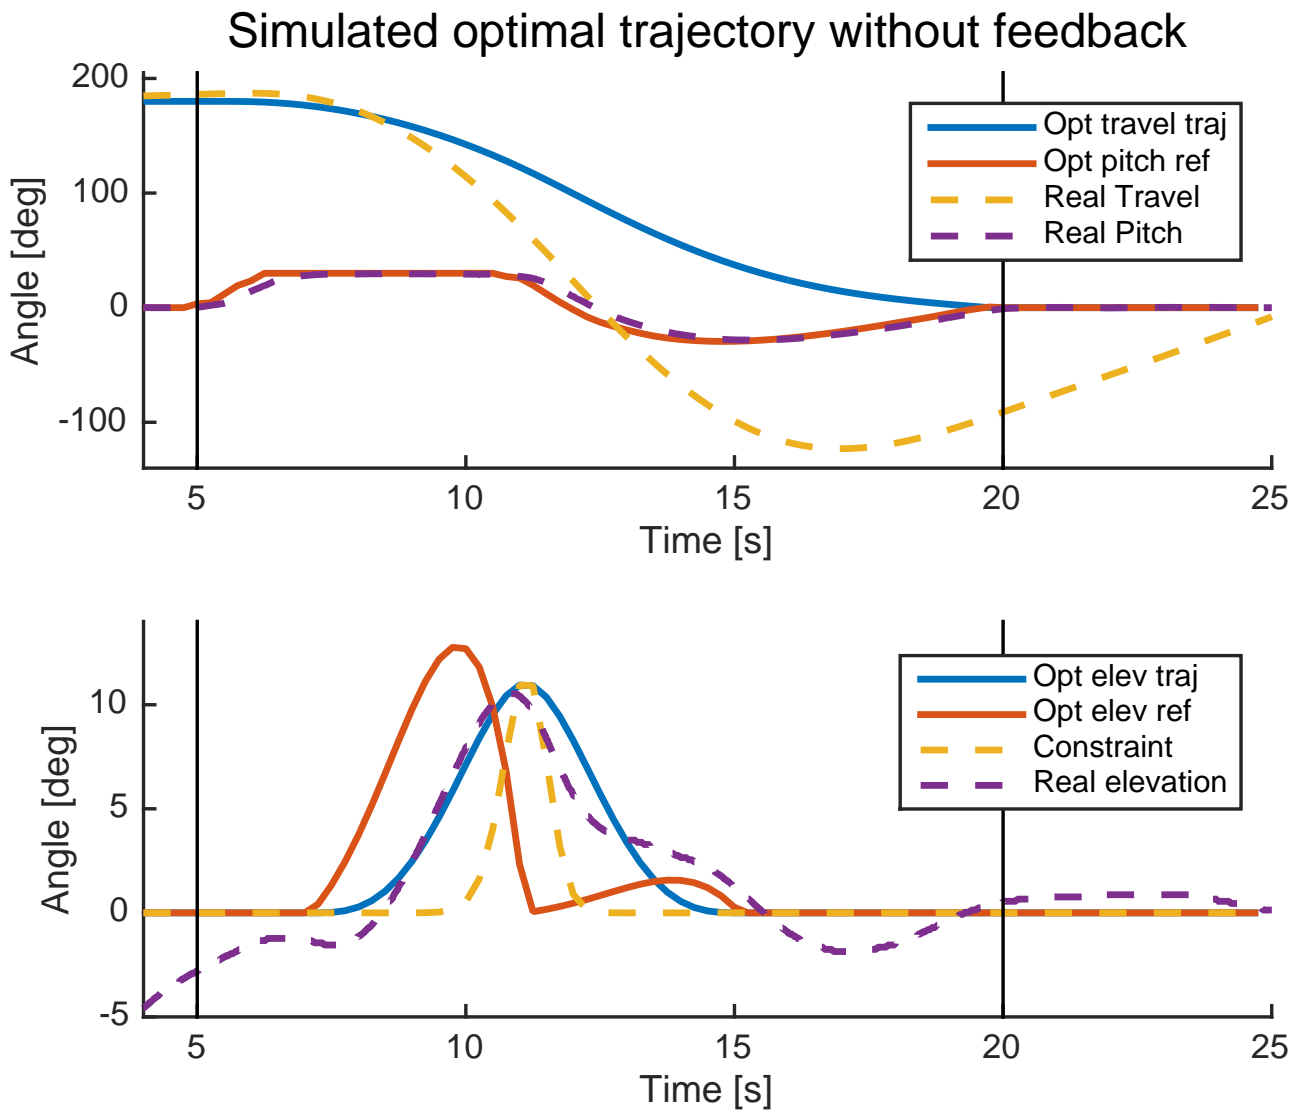 Simulated optimal trajectory without feedback
200
100
0
-100
Angle [deg]
Opt travel traj
Opt pitch ref
Real Travel
Real Pitch
5 10 15 20 25
Time [s]
10
5
0
-5
Angle [deg]
Opt elev traj
Opt elev ref
Constraint
Real elevation
5 10 15 20 25
Time [s]